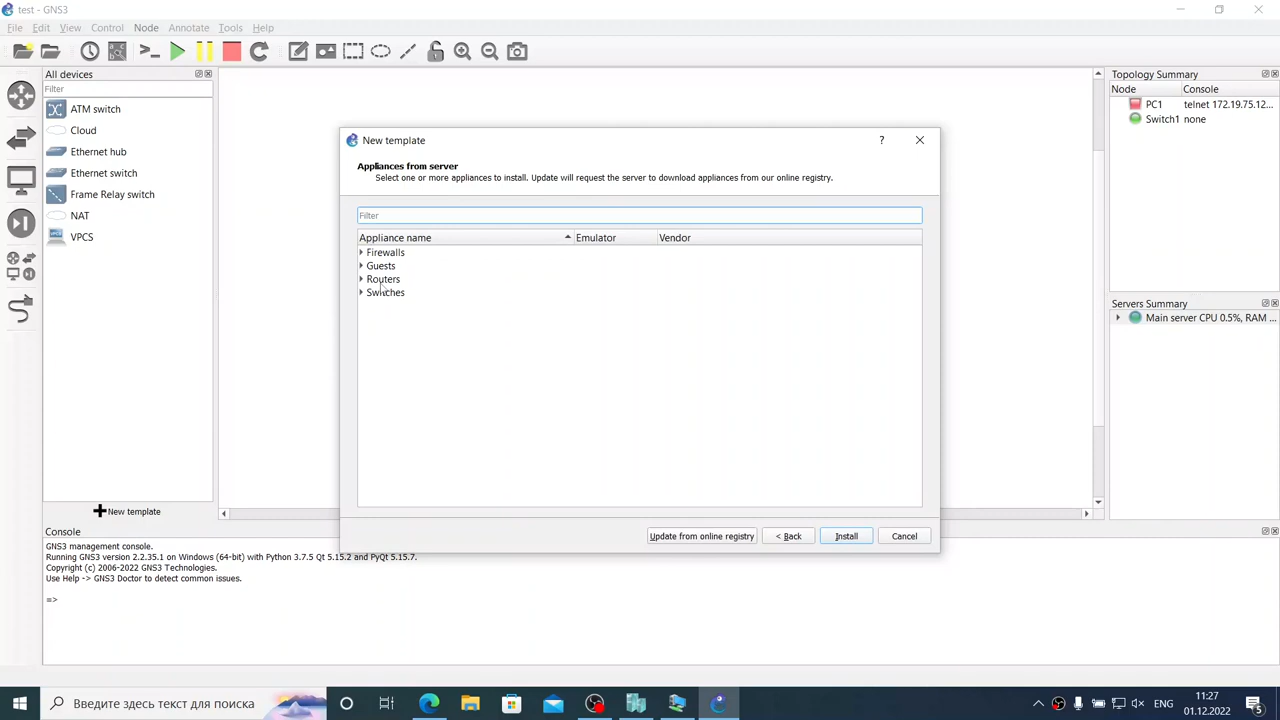 test - GNS3
File Edit View Control Node Annotate Tools Help
All devices
Filter
ATM switch
Cloud
Ethernet hub
Ethernet switch
Frame Relay switch
NAT
VPCS
New template
New template
Appliances from server
Select one or more appliances to install. Update will request the server to download appliances from our online registry.
Filter
Appliance name Emulator Vendor
Firewalls
Guests
Routers
Switches
Update from online registry < Back Install Cancel
Topology Summary
Node Console
PC1 telnet 172.19.75.12...
Switch1 none
Servers Summary
Main server CPU 0.5%, RAM ...
Console
GNS3 management console.
Running GNS3 version 2.2.35.1 on Windows (64-bit) with Python 3.7.5 Qt 5.15.2 and PyQt 5.15.7.
Copyright (c) 2006-2022 GNS3 Technologies.
Use Help -> GNS3 Doctor to detect common issues.
=>
Введите здесь текст для поиска
ENG
11:27
01.12.2022
5